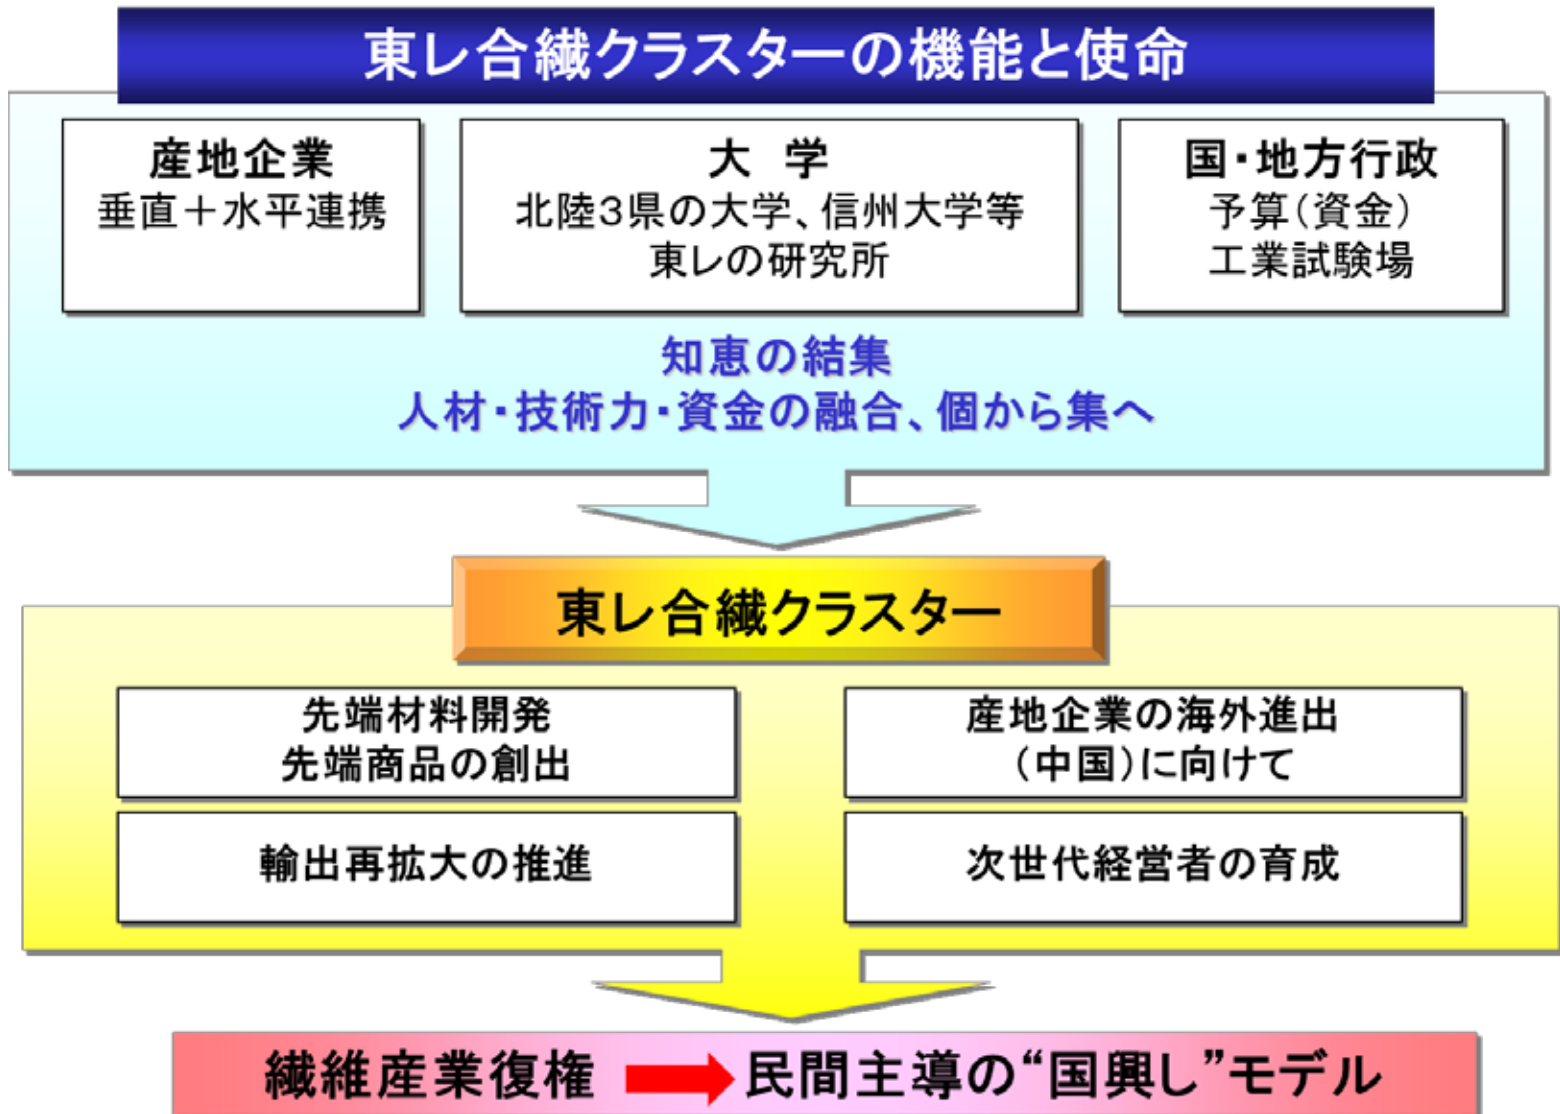 東レ合繊クラスターの機能と使命
産地企業
垂直＋水平連携
大 学
北陸3県の大学、信州大学等
東レの研究所
国・地方行政
予算（資金）
工業試験場
知恵の結集
人材・技術力・資金の融合、個から集へ
東レ合繊クラスター
先端材料開発
先端商品の創出
産地企業の海外進出
（中国）に向けて
輸出再拡大の推進
次世代経営者の育成
繊維産業復権 ➡ 民間主導の“国興し”モデル